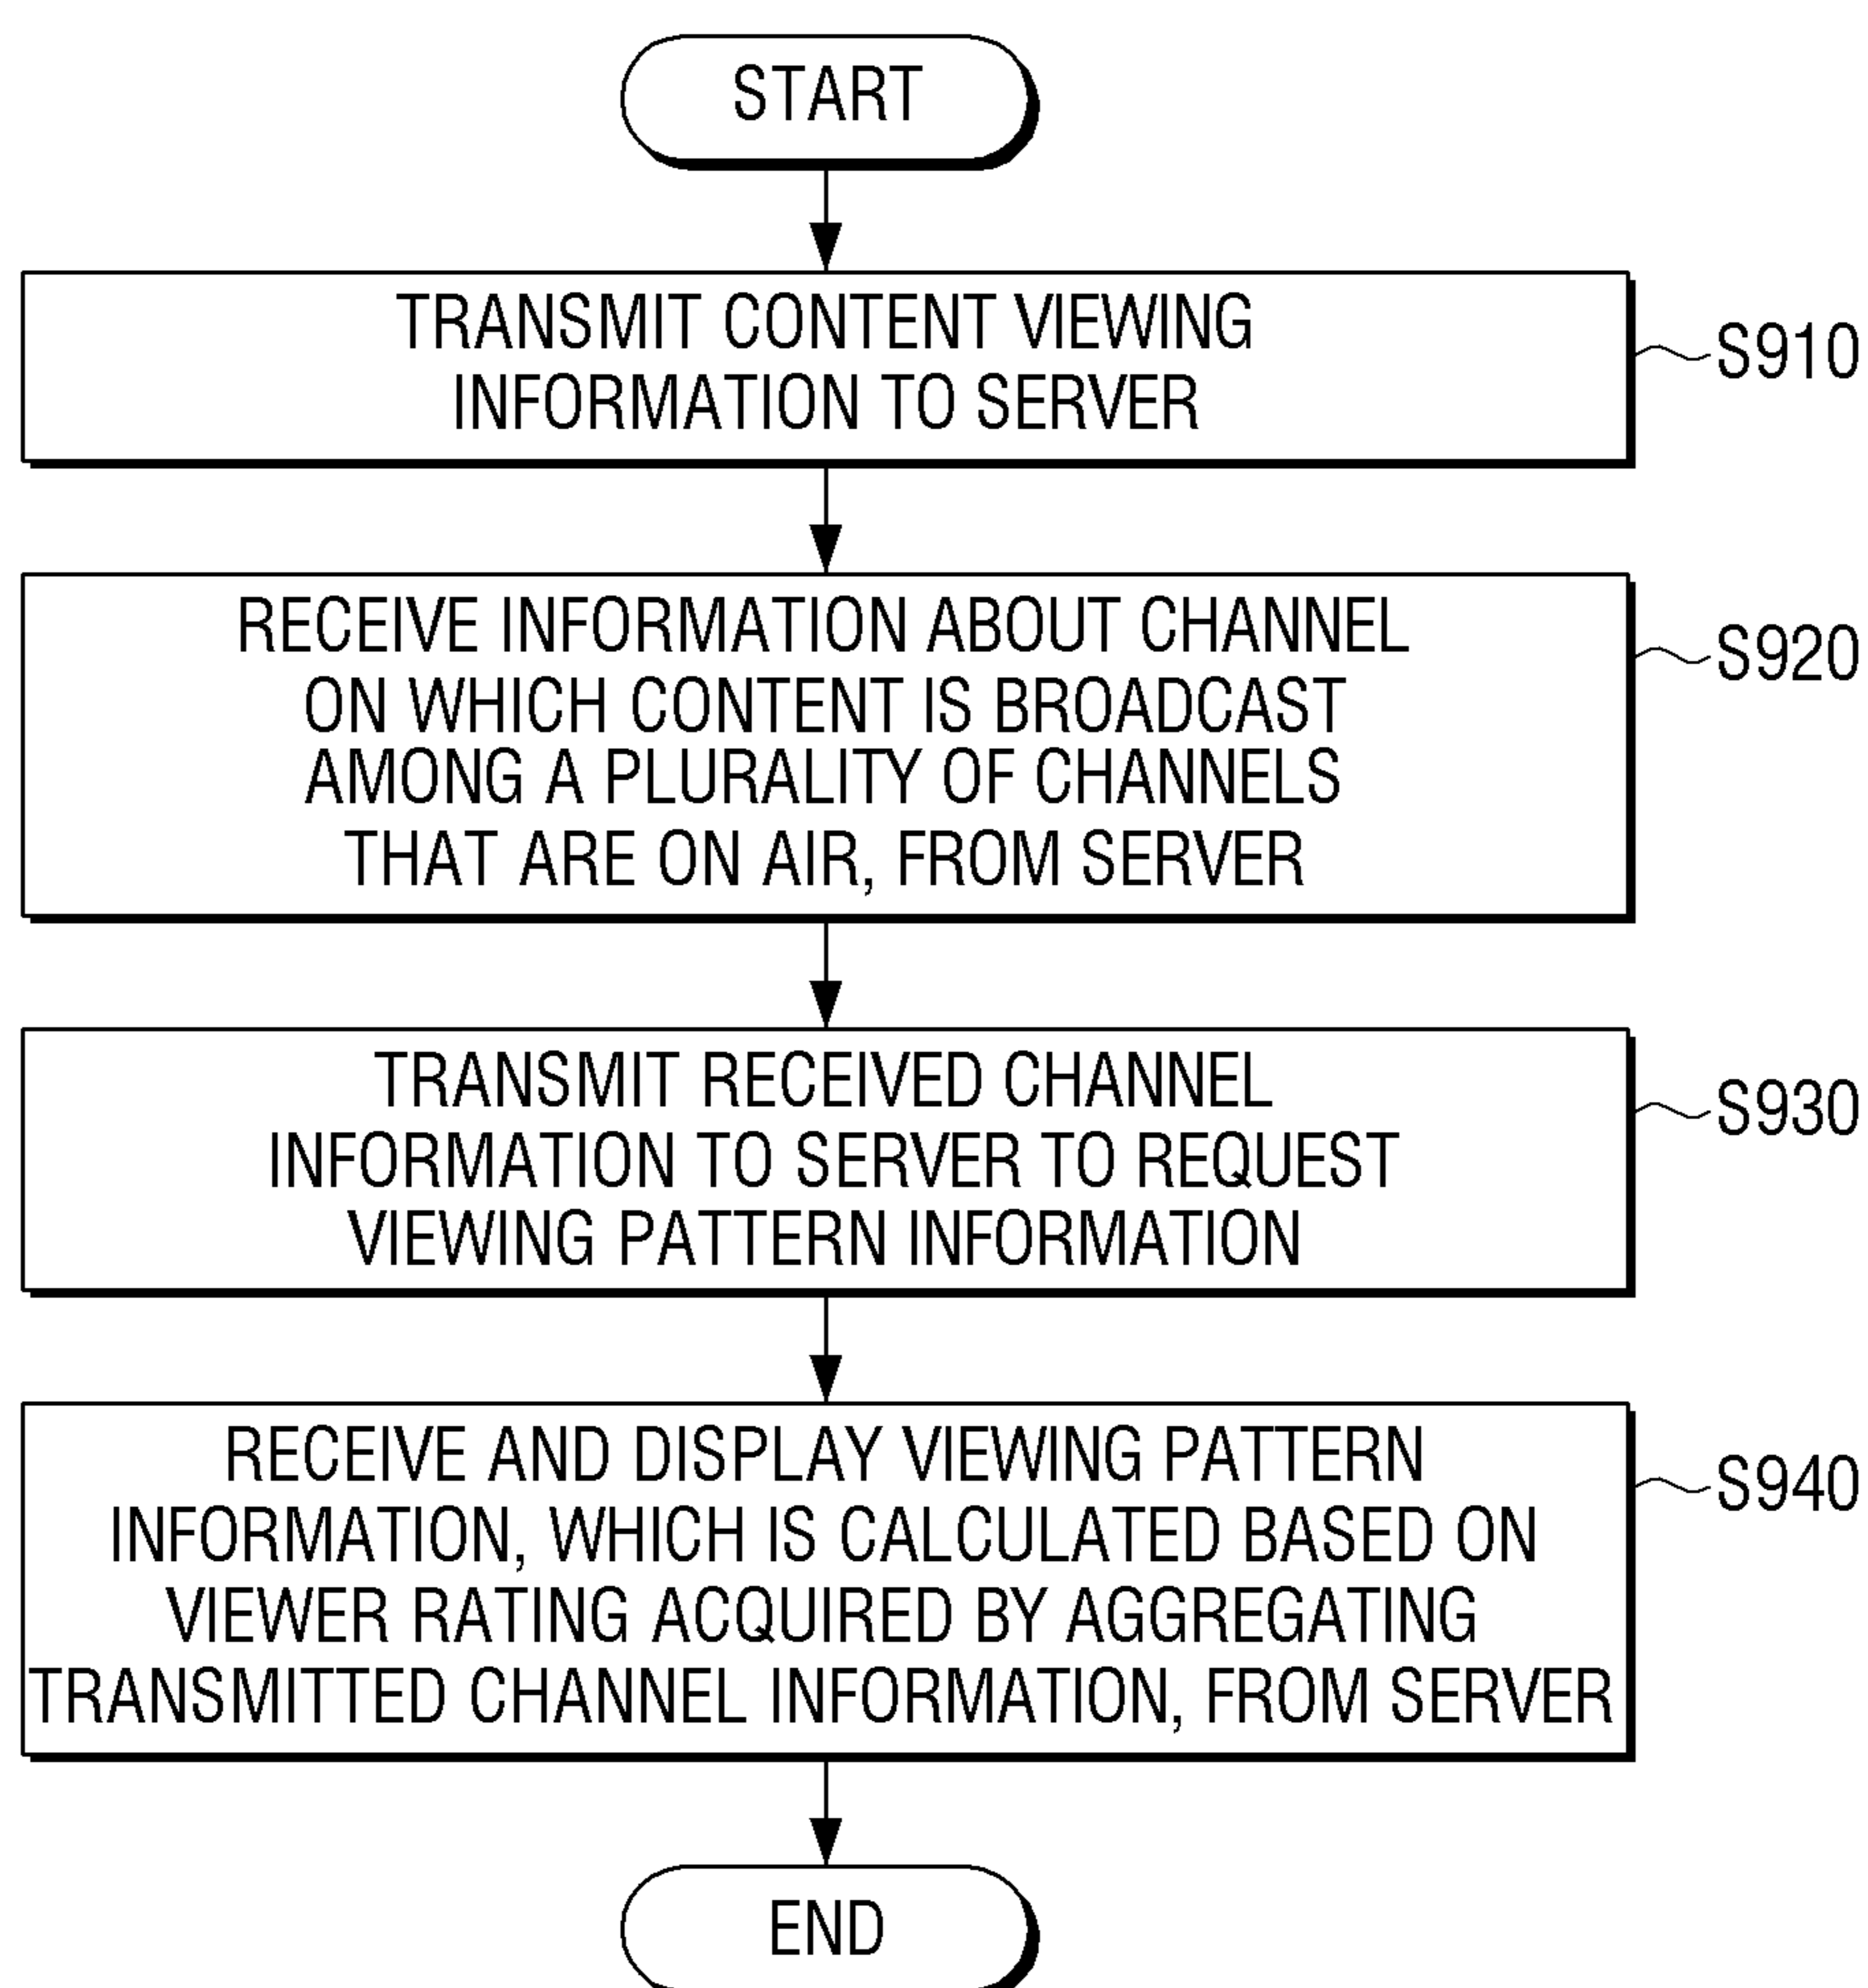 START
TRANSMIT CONTENT VIEWING
INFORMATION TO SERVER
S910
RECEIVE INFORMATION ABOUT CHANNEL
ON WHICH CONTENT IS BROADCAST
AMONG A PLURALITY OF CHANNELS
THAT ARE ON AIR, FROM SERVER
S920
TRANSMIT RECEIVED CHANNEL
INFORMATION TO SERVER TO REQUEST
VIEWING PATTERN INFORMATION
S930
RECEIVE AND DISPLAY VIEWING PATTERN
INFORMATION, WHICH IS CALCULATED BASED ON
VIEWER RATING ACQUIRED BY AGGREGATING
TRANSMITTED CHANNEL INFORMATION, FROM SERVER
S940
END